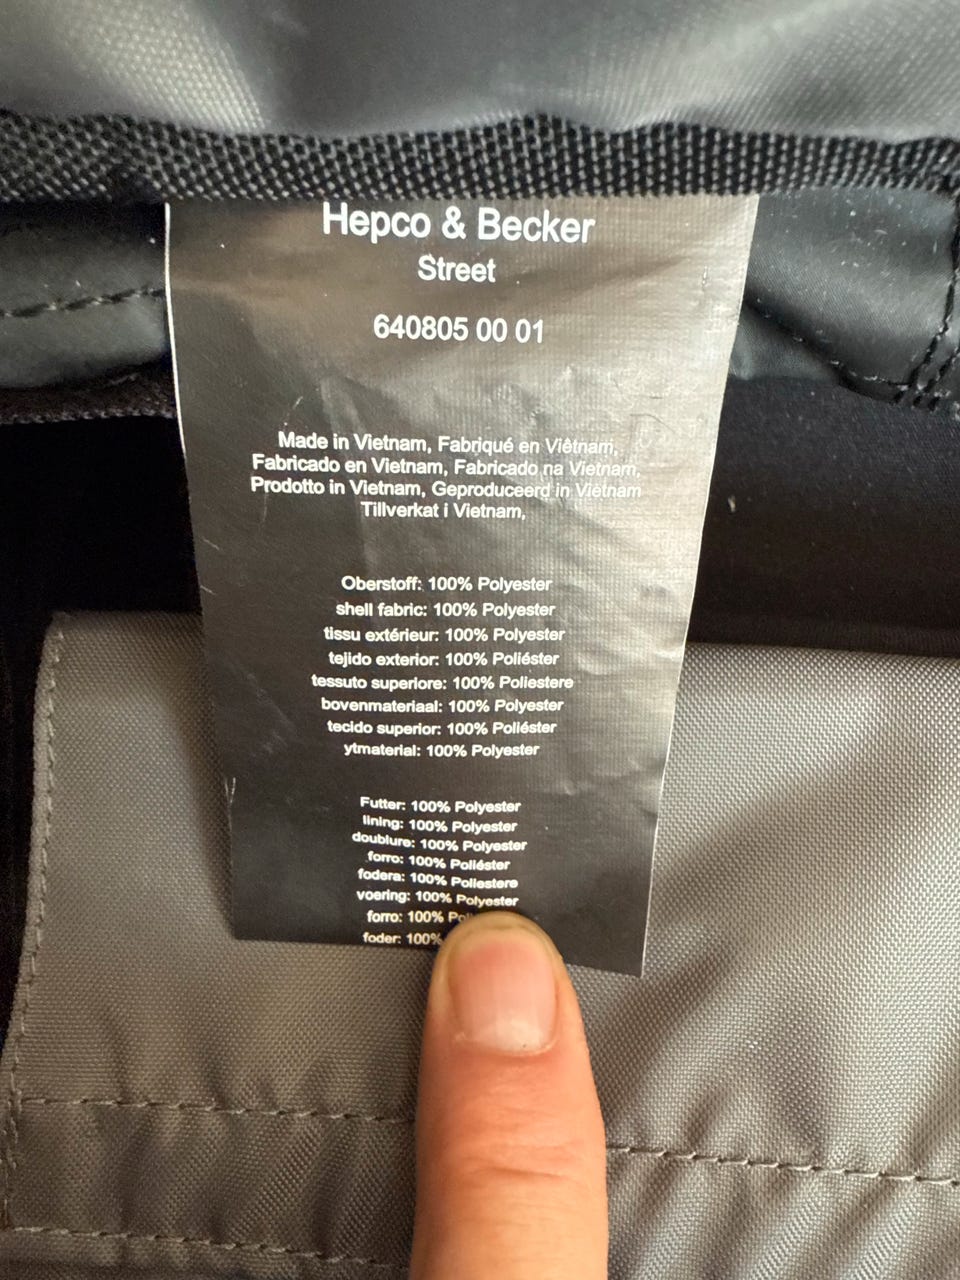 Hepco & Becker
Street
640805 00 01
Made in Vietnam, Fabriqué en Viêtnam,
Fabricado en Vietnam, Fabricado na Vietnam,
Prodotto in Vietnam, Geproduceerd in Vietnam
Tillverkat i Vietnam,
Oberstoff: 100% Polyester
shell fabric: 100% Polyester
tissu extérieur: 100% Polyester
tejido exterior: 100% Poliéster
tessuto superiore: 100% Poliestere
bovenmateriaal: 100% Polyester
tecido superior: 100% Poliéster
ytmaterial: 100% Polyester
Futter: 100% Polyester
lining: 100% Polyester
doublure: 100% Polyester
forro: 100% Poliéster
fodera: 100% Poliestere
voering: 100% Polyester
forro: 100%
foder: 100%